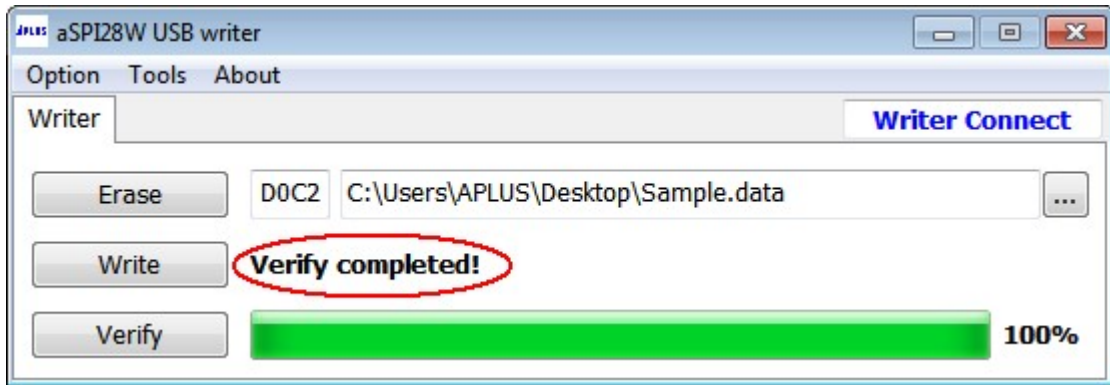 APLUS aSPI28W USB writer
Option Tools About
Writer Writer Connect
Erase D0C2 C:\Users\APLUS\Desktop\Sample.data ...
Write Verify completed!
Verify 100%